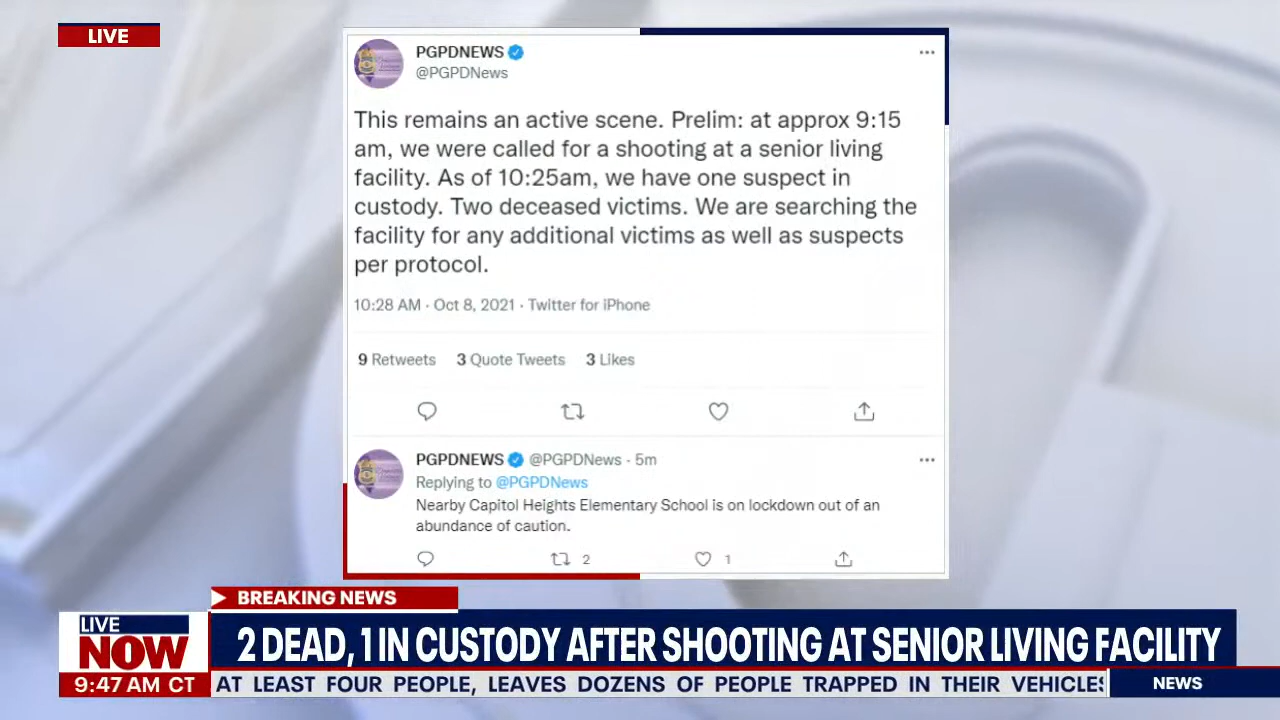 LIVE
PGPDNEWS
@PGPDNews
This remains an active scene. Prelim: at approx 9:15
am, we were called for a shooting at a senior living
facility. As of 10:25am, we have one suspect in
custody. Two deceased victims. We are searching the
facility for any additional victims as well as suspects
per protocol.
10:28 AM · Oct 8, 2021 · Twitter for iPhone
9 Retweets 3 Quote Tweets 3 Likes
PGPDNEWS @PGPDNews · 5m
Replying to @PGPDNews
Nearby Capitol Heights Elementary School is on lockdown out of an
abundance of caution.
2 1
BREAKING NEWS
LIVE
NOW
2 DEAD, 1 IN CUSTODY AFTER SHOOTING AT SENIOR LIVING FACILITY
9:47 AM CT
AT LEAST FOUR PEOPLE, LEAVES DOZENS OF PEOPLE TRAPPED IN THEIR VEHICLES
NEWS